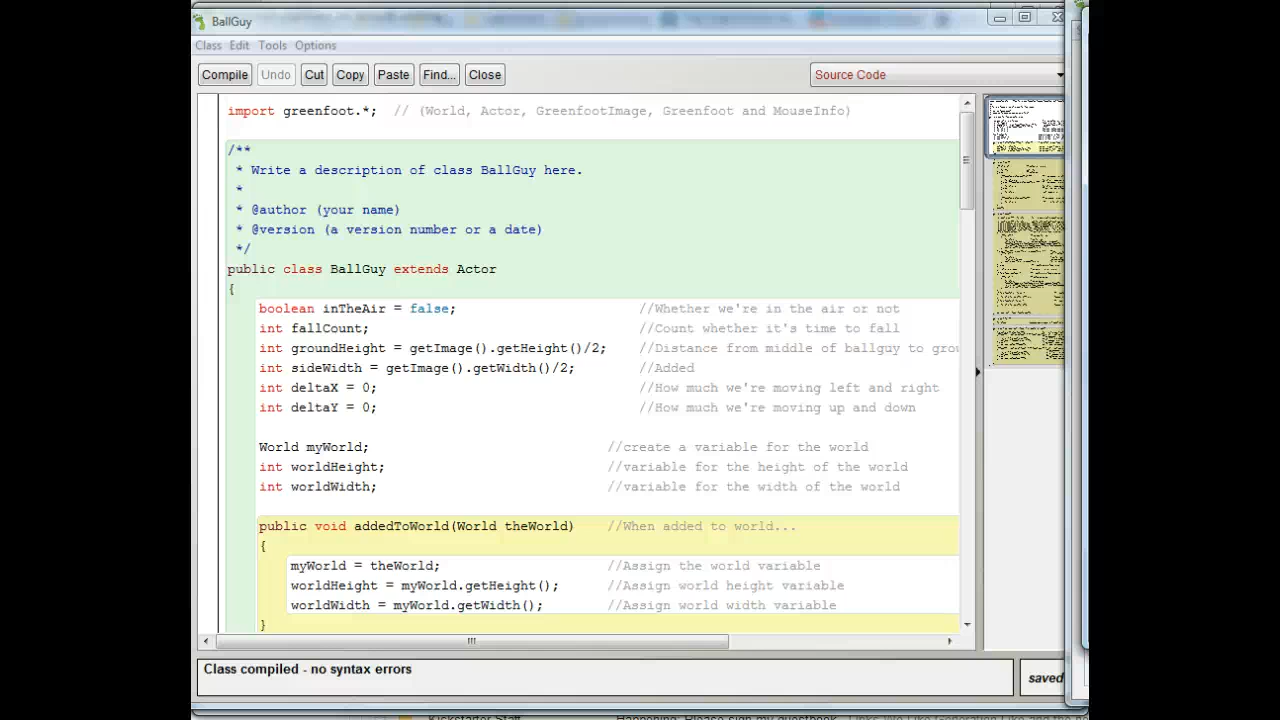 BallGuy
Class Edit Tools Options
Compile Undo Cut Copy Paste Find... Close Source Code
import greenfoot.*;  // (World, Actor, GreenfootImage, Greenfoot and MouseInfo)
/**
 * Write a description of class BallGuy here.
 *
 * @author (your name)
 * @version (a version number or a date)
 */
public class BallGuy extends Actor
{
boolean inTheAir = false; //Whether we're in the air or not
int fallCount; //Count whether it's time to fall
int groundHeight = getImage().getHeight()/2; //Distance from middle of ballguy to grou
int sideWidth = getImage().getWidth()/2; //Added
int deltaX = 0; //How much we're moving left and right
int deltaY = 0; //How much we're moving up and down
World myWorld; //create a variable for the world
int worldHeight; //variable for the height of the world
int worldWidth; //variable for the width of the world
public void addedToWorld(World theWorld) //When added to world...
{
myWorld = theWorld; //Assign the world variable
worldHeight = myWorld.getHeight(); //Assign world height variable
worldWidth = myWorld.getWidth(); //Assign world width variable
}
Class compiled - no syntax errors
saved
Kickstarter Staff